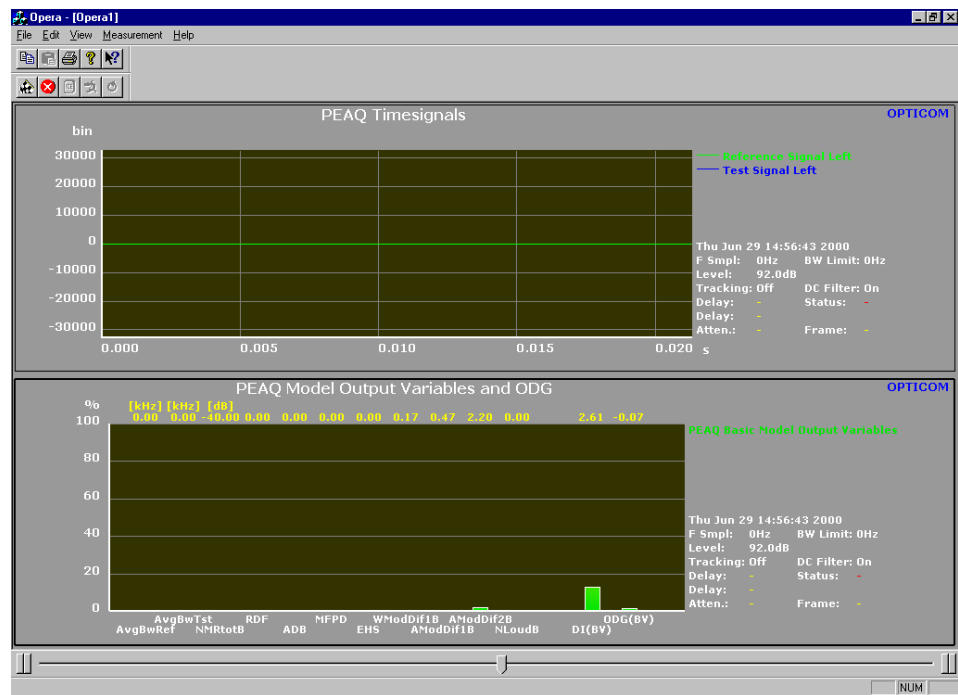 Opera - [Opera1]
File Edit View Measurement Help
PEAQ Timesignals
OPTICOM
bin
30000
20000
10000
0
-10000
-20000
-30000
0.000 0.005 0.010 0.015 0.020 s
Reference Signal Left
Test Signal Left
Thu Jun 29 14:56:43 2000
F Smpl: 0Hz BW Limit: 0Hz
Level: 92.0dB
Tracking: Off DC Filter: On
Delay: - Status: -
Delay: -
Atten.: - Frame: -
PEAQ Model Output Variables and ODG
OPTICOM
% [kHz] [kHz] [dB]
0.00 0.00 -40.00 0.00 0.00 0.00 0.00 0.17 0.47 2.20 0.00 2.61 -0.07
100
80
60
40
20
0
AvgBwTst RDF MFPD WModDif1B AModDif2B ODG(BV)
AvgBwRef NMRtotB ADB EHS AModDif1B NLoudB DI(BV)
PEAQ Basic Model Output Variables
Thu Jun 29 14:56:43 2000
F Smpl: 0Hz BW Limit: 0Hz
Level: 92.0dB
Tracking: Off DC Filter: On
Delay: - Status: -
Delay: -
Atten.: - Frame: -
NUM